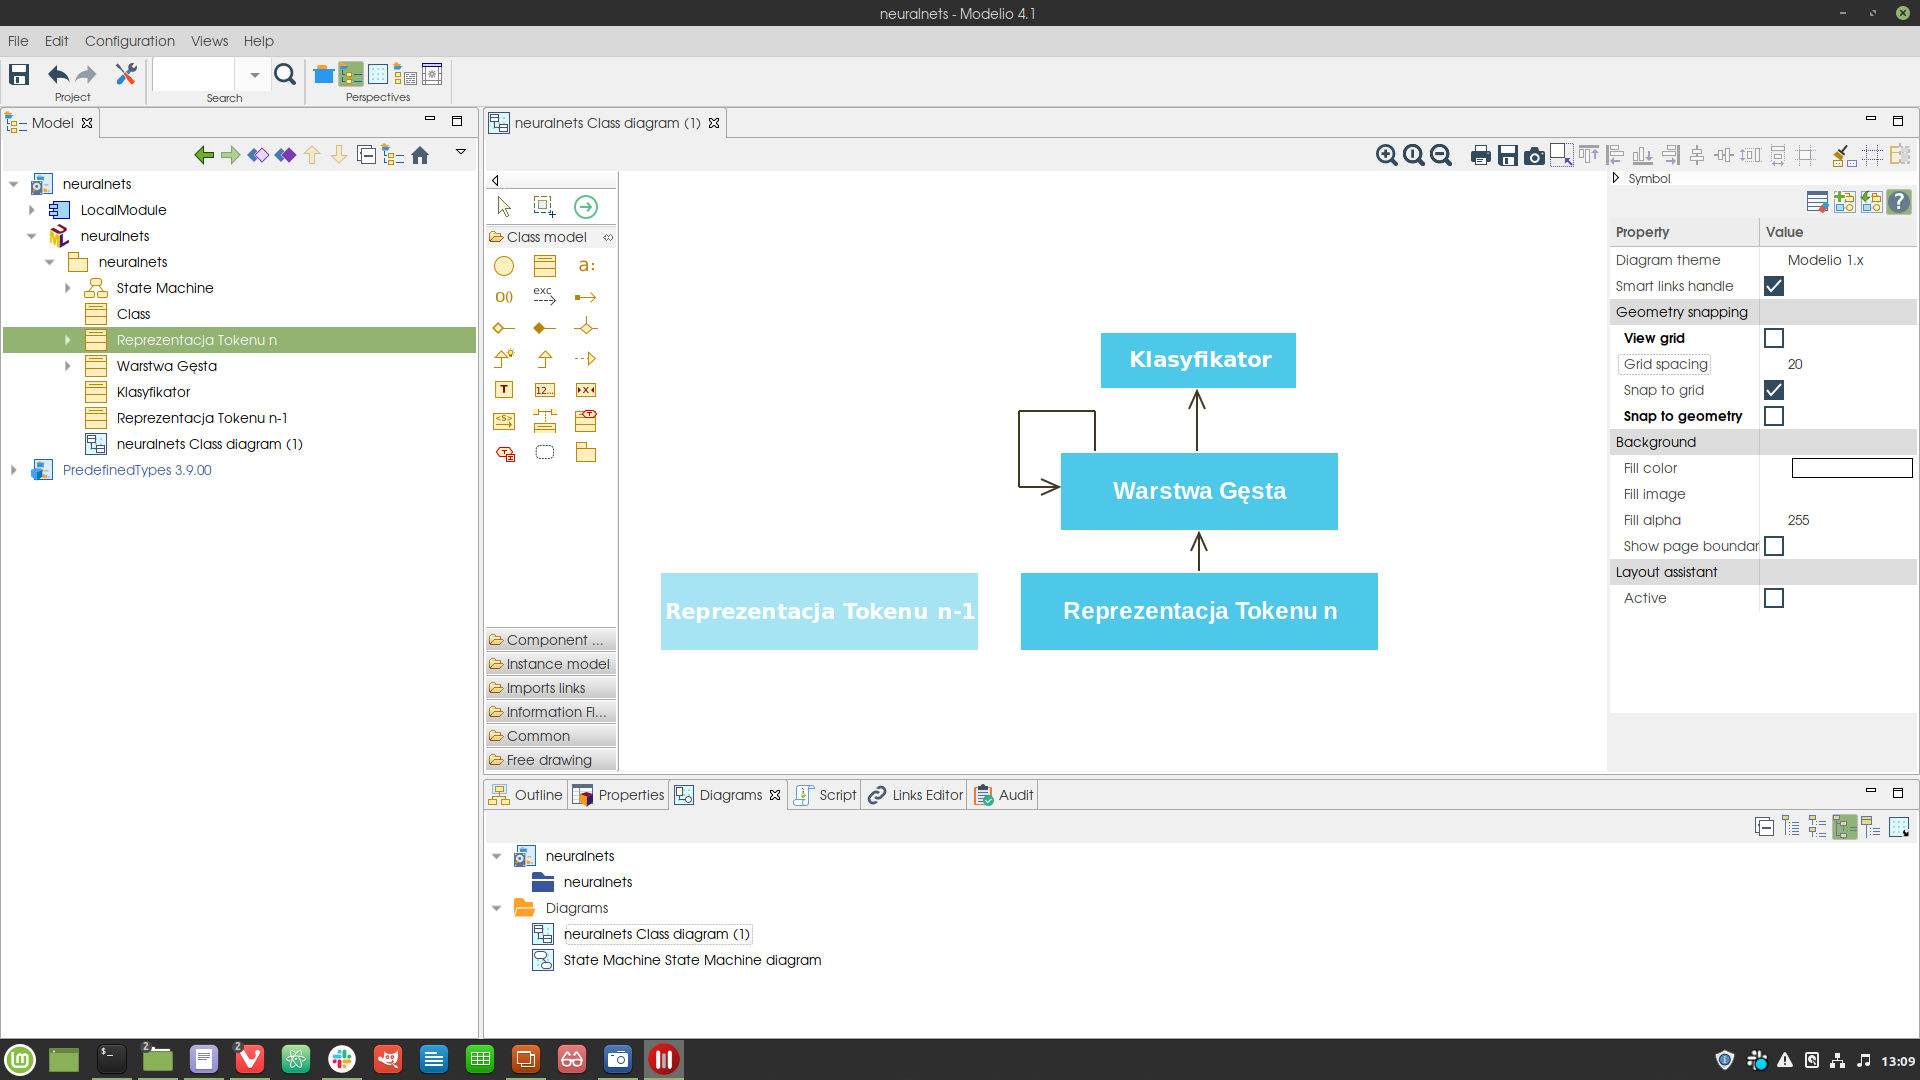 neuralnets - Modelio 4.1
File Edit Configuration Views Help
Project
Search
Perspectives
Model
neuralnets
LocalModule
neuralnets
neuralnets
State Machine
Class
Reprezentacja Tokenu n
Warstwa Gęsta
Klasyfikator
Reprezentacja Tokenu n-1
neuralnets Class diagram (1)
PredefinedTypes 3.9.00
neuralnets Class diagram (1)
Class model
a:
O()
exc
T
12...
X
<S>
Component ...
Instance model
Imports links
Information Fl...
Common
Free drawing
Klasyfikator
Warstwa Gęsta
Reprezentacja Tokenu n-1
Reprezentacja Tokenu n
Symbol
Property Value
Diagram theme Modelio 1.x
Smart links handle
Geometry snapping
View grid
Grid spacing 20
Snap to grid
Snap to geometry
Background
Fill color
Fill image
Fill alpha 255
Show page boundar
Layout assistant
Active
Outline Properties Diagrams Script Links Editor Audit
neuralnets
neuralnets
Diagrams
neuralnets Class diagram (1)
State Machine State Machine diagram
2
2
13:09